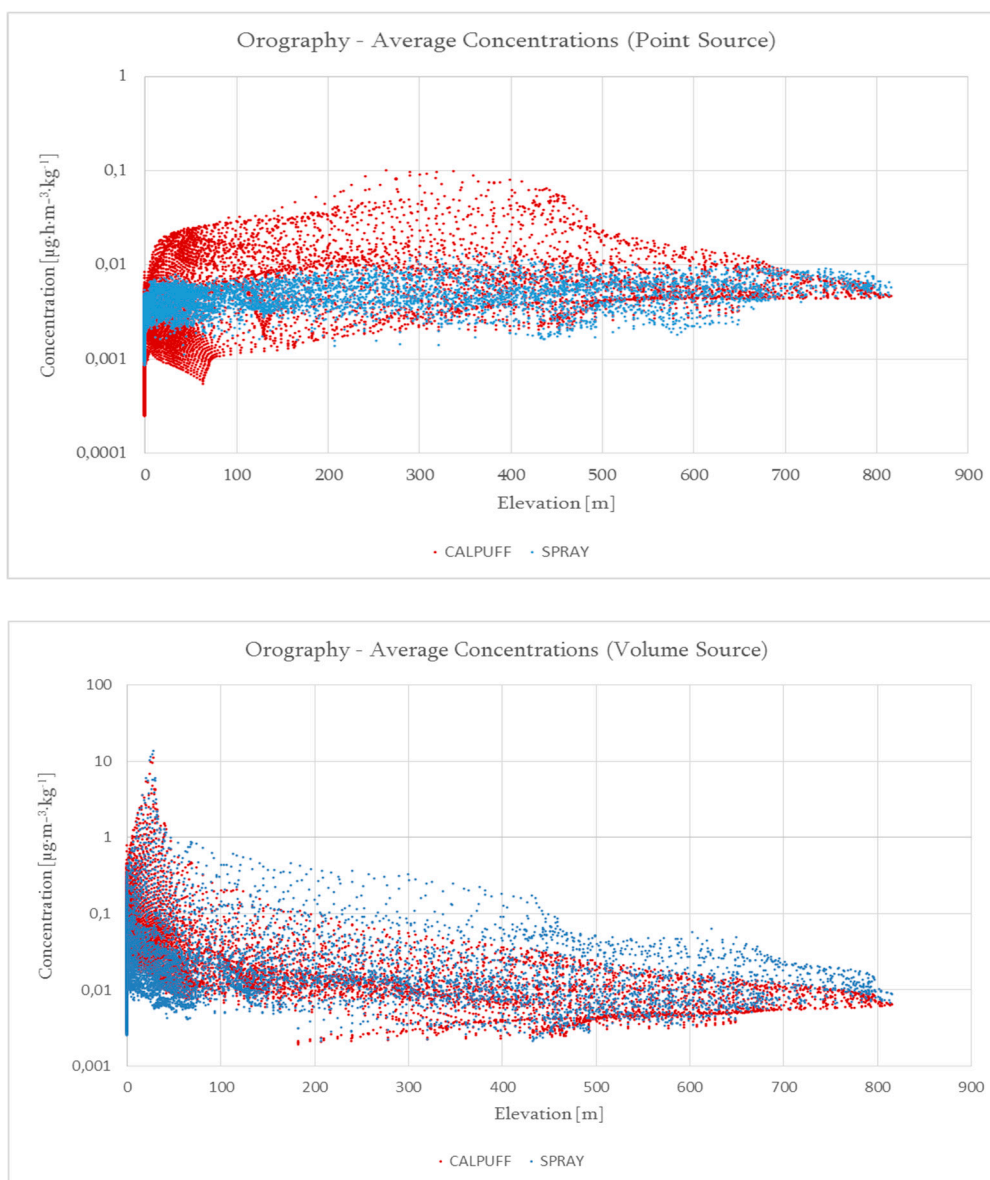 Orography - Average Concentrations (Point Source)
1
0,1
0,01
0,001
0,0001
Concentration [µg·h·m⁻³·kg⁻¹]
0 100 200 300 400 500 600 700 800 900
Elevation [m]
CALPUFF SPRAY
Orography - Average Concentrations (Volume Source)
100
10
1
0,1
0,01
0,001
Concentration [µg·m⁻³·kg⁻¹]
0 100 200 300 400 500 600 700 800 900
Elevation [m]
CALPUFF SPRAY